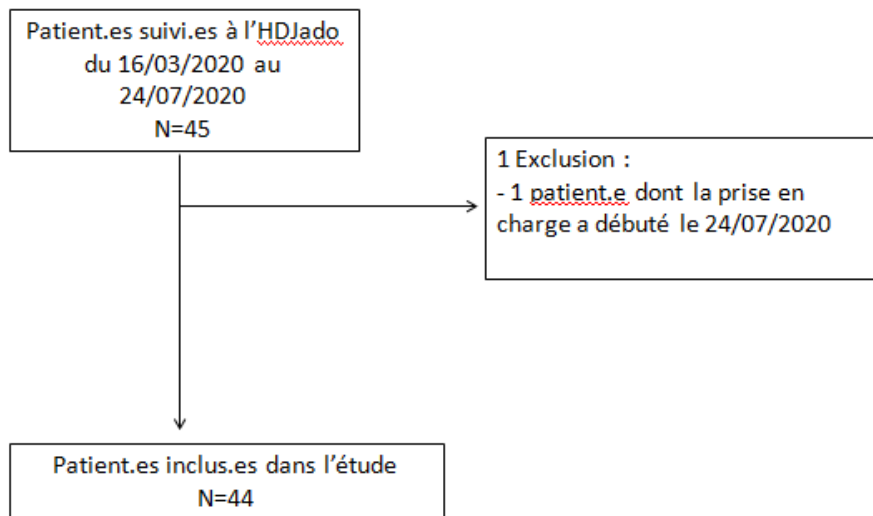 Patient.es suivi.es à l'HDJado
du 16/03/2020 au
24/07/2020
N=45
1 Exclusion :
- 1 patient.e dont la prise en
charge a débuté le 24/07/2020
Patient.es inclus.es dans l'étude
N=44